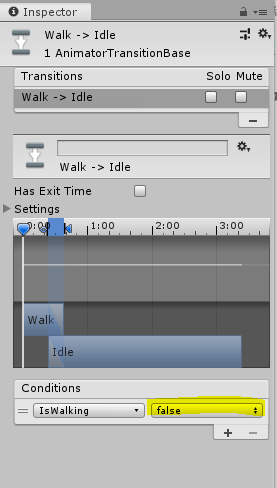 Inspector
Walk -> Idle
1 AnimatorTransitionBase
Transitions Solo Mute
Walk -> Idle
Walk -> Idle
Has Exit Time
Settings
0:00 1:00 2:00 3:00
Walk
Idle
Conditions
IsWalking false